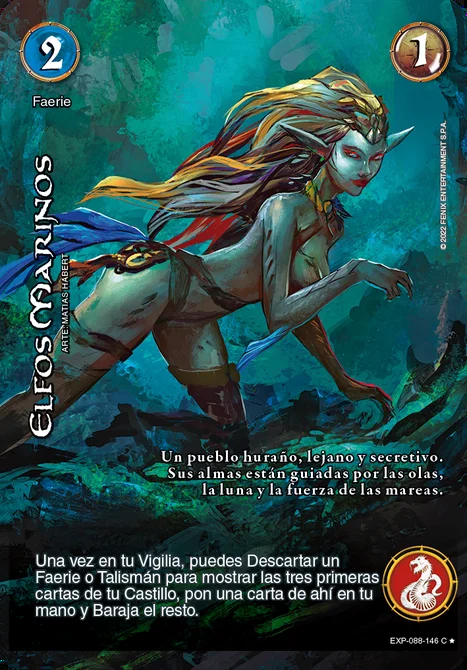 2
1
Faerie
ELFOS MARINOS
ARTE: MATIAS HABERT
© 2022 FENIX ENTERTAINMENT S.P.A.
Un pueblo huraño, lejano y secretivo.
Sus almas están guiadas por las olas,
la luna y la fuerza de las mareas.
Una vez en tu Vigilia, puedes Descartar un
Faerie o Talismán para mostrar las tres primeras
cartas de tu Castillo, pon una carta de ahí en tu
mano y Baraja el resto.
EXP-088-146 C ★